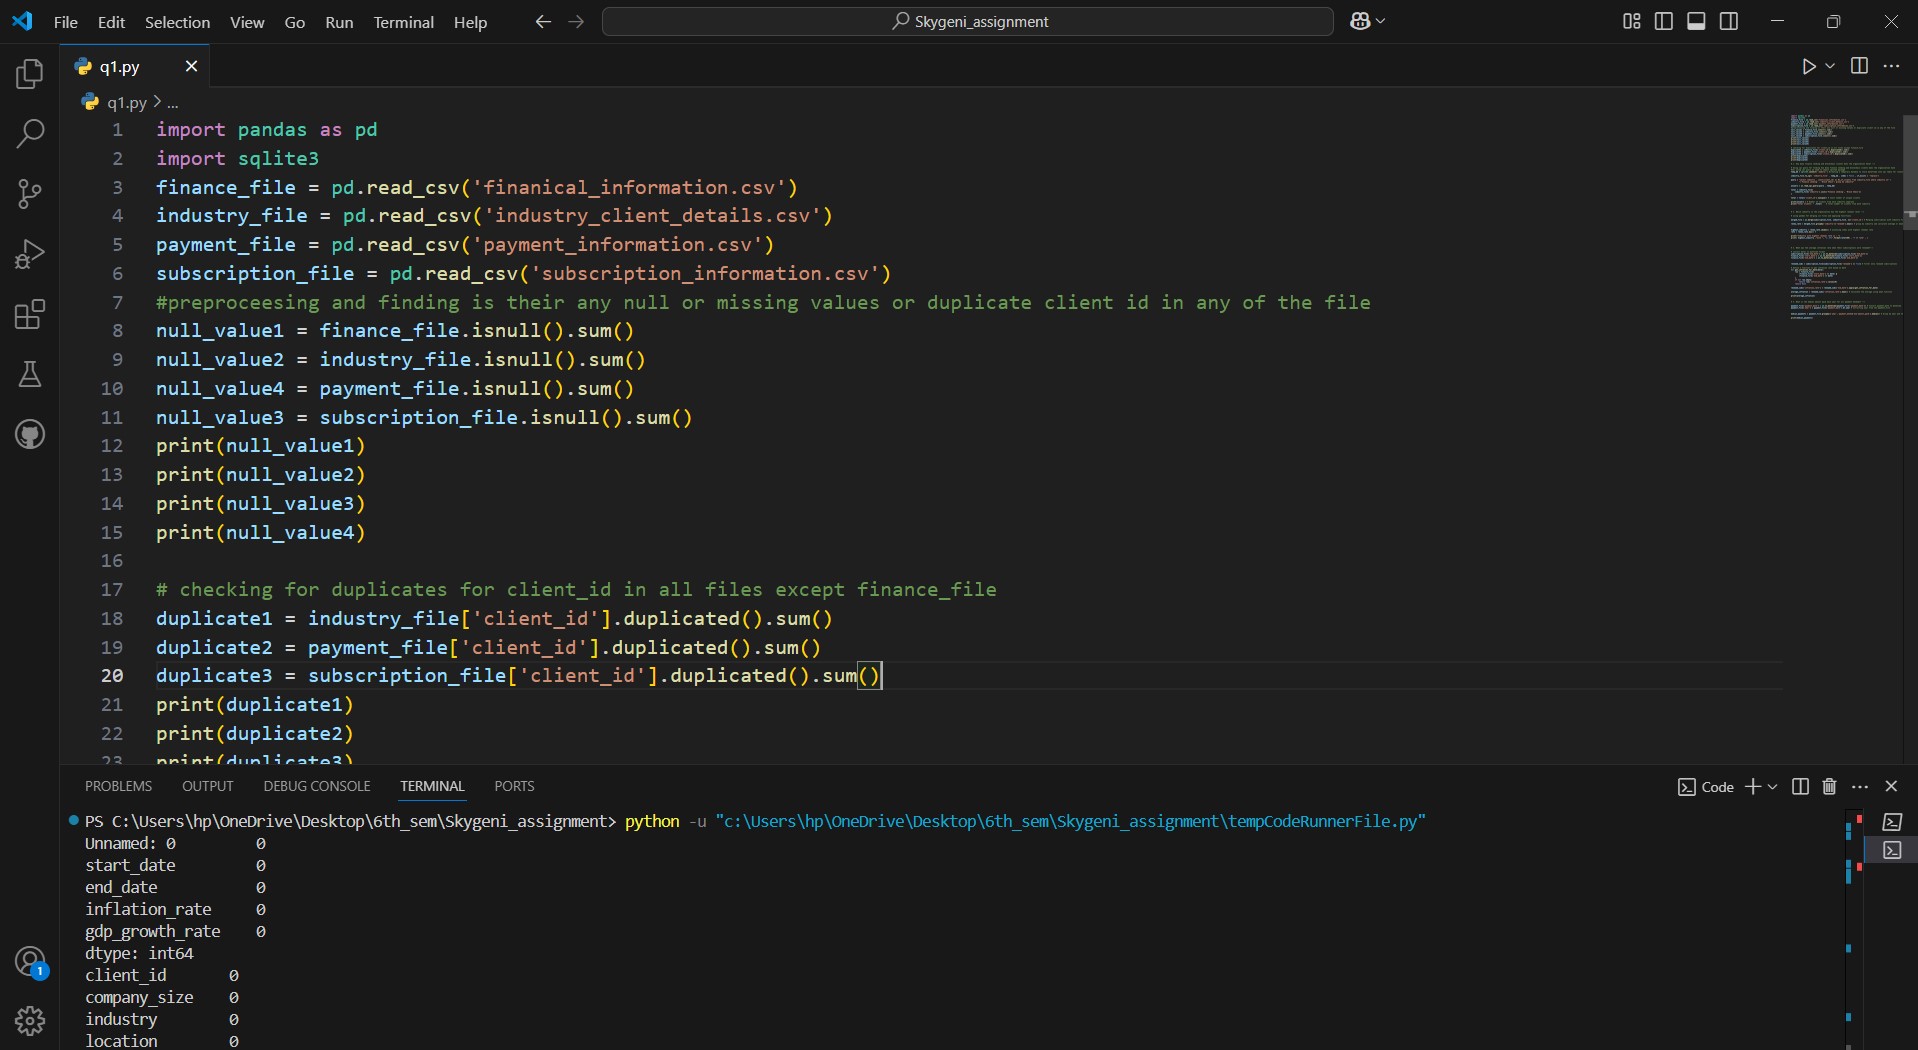 File Edit Selection View Go Run Terminal Help
Skygeni_assignment
q1.py
q1.py > ...
1 import pandas as pd
2 import sqlite3
3 finance_file = pd.read_csv('finanical_information.csv')
4 industry_file = pd.read_csv('industry_client_details.csv')
5 payment_file = pd.read_csv('payment_information.csv')
6 subscription_file = pd.read_csv('subscription_information.csv')
7 #preproceesing and finding is their any null or missing values or duplicate client id in any of the file
8 null_value1 = finance_file.isnull().sum()
9 null_value2 = industry_file.isnull().sum()
10 null_value4 = payment_file.isnull().sum()
11 null_value3 = subscription_file.isnull().sum()
12 print(null_value1)
13 print(null_value2)
14 print(null_value3)
15 print(null_value4)
16
17 # checking for duplicates for client_id in all files except finance_file
18 duplicate1 = industry_file['client_id'].duplicated().sum()
19 duplicate2 = payment_file['client_id'].duplicated().sum()
20 duplicate3 = subscription_file['client_id'].duplicated().sum()
21 print(duplicate1)
22 print(duplicate2)
23 print(duplicate3)
PROBLEMS OUTPUT DEBUG CONSOLE TERMINAL PORTS
Code
PS C:\Users\hp\OneDrive\Desktop\6th_sem\Skygeni_assignment> python -u "c:\Users\hp\OneDrive\Desktop\6th_sem\Skygeni_assignment\tempCodeRunnerFile.py"
Unnamed: 0 0
start_date 0
end_date 0
inflation_rate 0
gdp_growth_rate 0
dtype: int64
client_id 0
company_size 0
industry 0
location 0
1